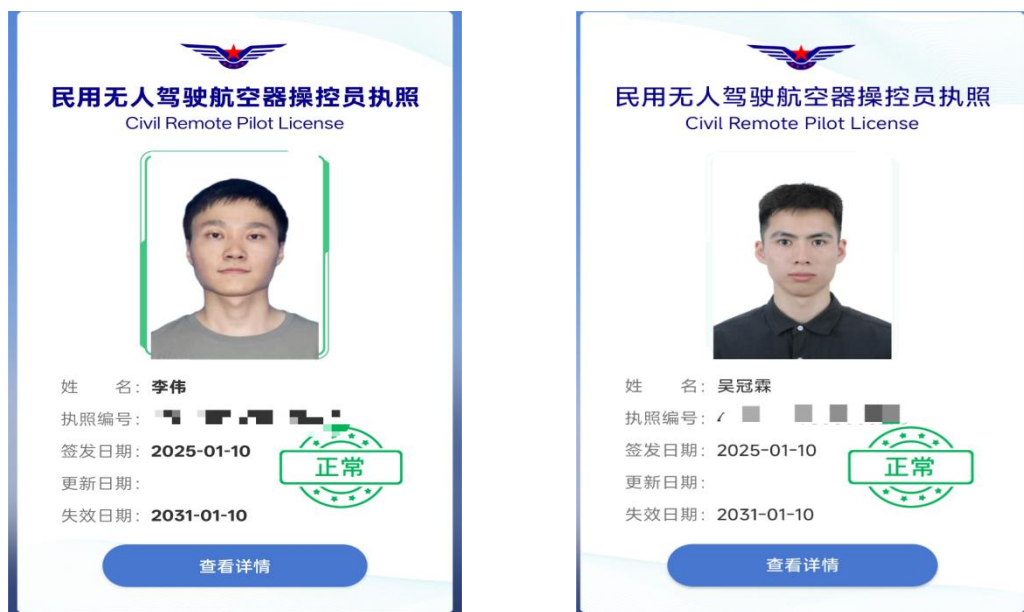 民用无人驾驶航空器操控员执照
Civil Remote Pilot License
姓 名：李伟
执照编号：
签发日期：2025-01-10
更新日期：
失效日期：2031-01-10
正常
查看详情
民用无人驾驶航空器操控员执照
Civil Remote Pilot License
姓 名：吴冠霖
执照编号：
签发日期：2025-01-10
更新日期：
失效日期：2031-01-10
正常
查看详情